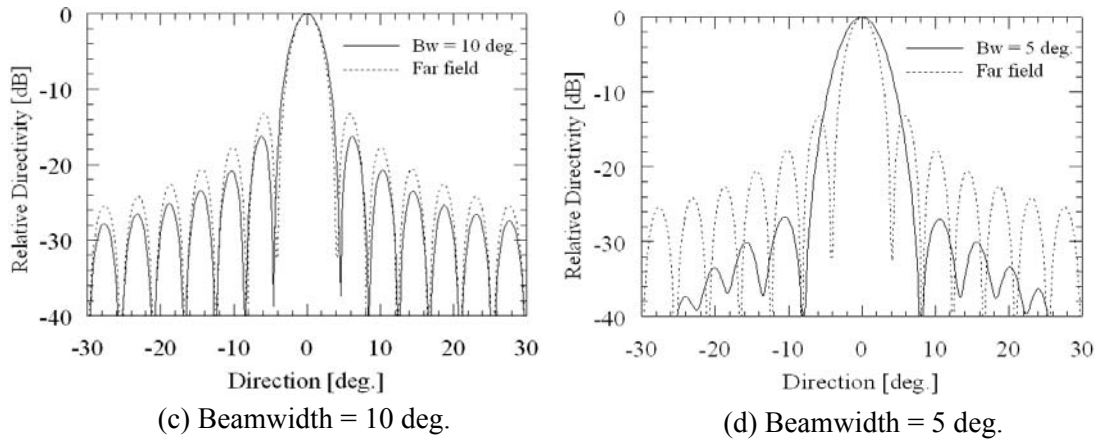 0
-10
-20
-30
-40
Relative Directivity [dB]
Bw = 10 deg.
Far field
-30 -20 -10 0 10 20 30
Direction [deg.]
(c) Beamwidth = 10 deg.
0
-10
-20
-30
-40
Relative Directivity [dB]
Bw = 5 deg.
Far field
-30 -20 -10 0 10 20 30
Direction [deg.]
(d) Beamwidth = 5 deg.